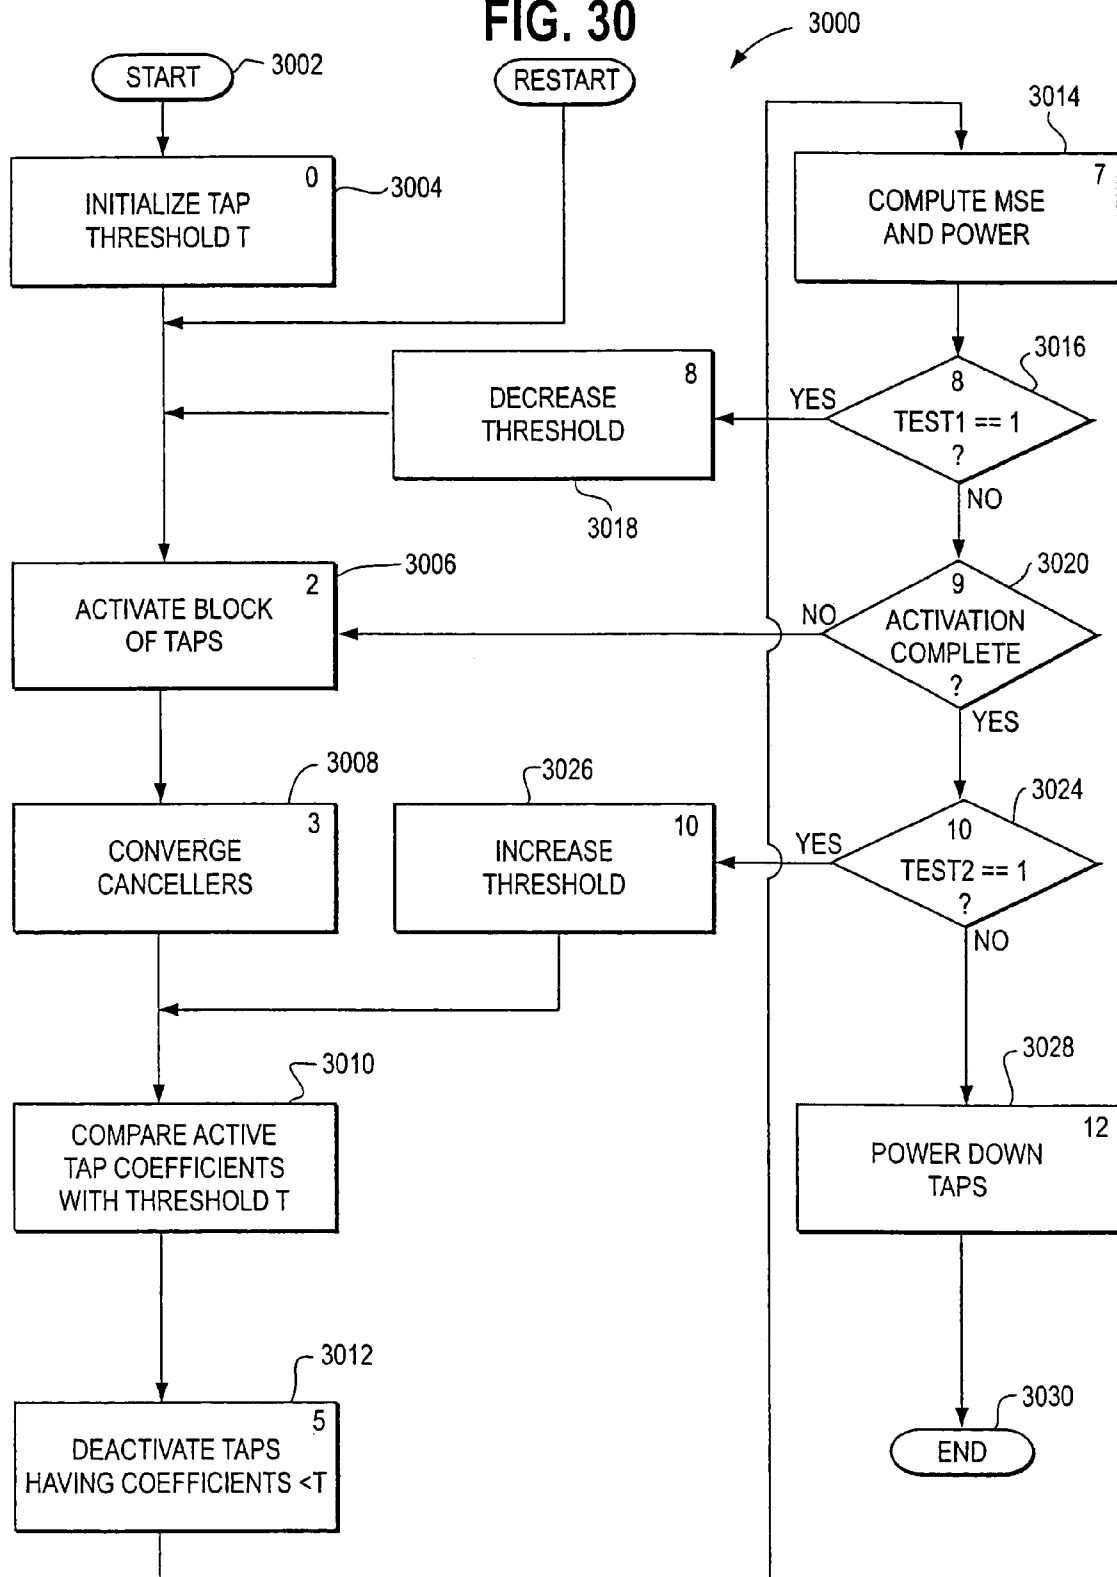 FIG. 30
3000
START
3002
RESTART
0
INITIALIZE TAP
THRESHOLD T
3004
3014
7
COMPUTE MSE
AND POWER
8
DECREASE
THRESHOLD
3018
YES
3016
8
TEST1 == 1
?
NO
2
ACTIVATE BLOCK
OF TAPS
3006
NO
3020
9
ACTIVATION
COMPLETE
?
YES
3008
3
CONVERGE
CANCELLERS
3026
10
INCREASE
THRESHOLD
YES
3024
10
TEST2 == 1
?
NO
3010
COMPARE ACTIVE
TAP COEFFICIENTS
WITH THRESHOLD T
3028
12
POWER DOWN
TAPS
3012
5
DEACTIVATE TAPS
HAVING COEFFICIENTS <T
3030
END